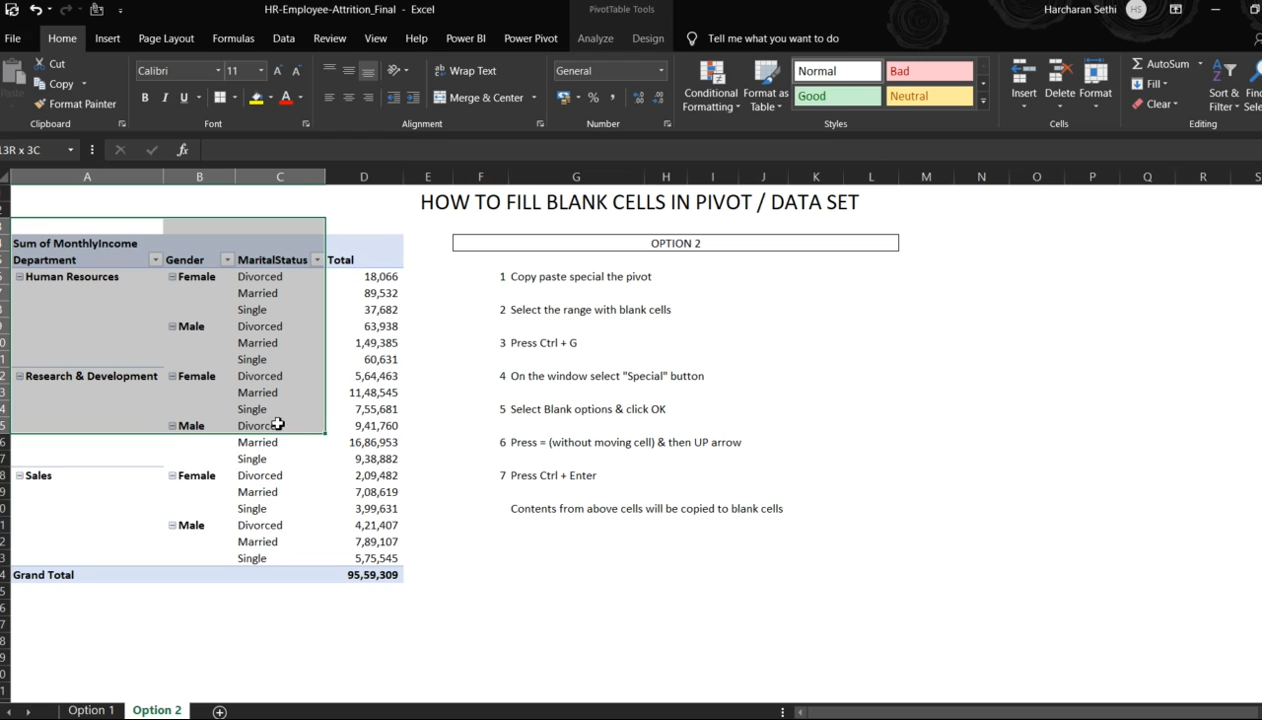 HR-Employee-Attrition_Final - Excel
PivotTable Tools
Harcharan Sethi
HS
File Home Insert Page Layout Formulas Data Review View Help Power BI Power Pivot Analyze Design Tell me what you want to do
Cut
Copy
Format Painter
Paste
Clipboard
Calibri 11
B I U
Font
Wrap Text
Merge & Center
Alignment
General
Number
Conditional Formatting
Format as Table
Normal Bad
Good Neutral
Styles
Insert Delete Format
Cells
AutoSum
Fill
Clear
Sort & Filter
Editing
13R x 3C
fx
A B C D E F G H I J K L M N O P Q R S
HOW TO FILL BLANK CELLS IN PIVOT / DATA SET
Sum of MonthlyIncome OPTION 2
Department Gender MaritalStatus Total
Human Resources Female Divorced 18,066 1 Copy paste special the pivot
Married 89,532
Single 37,682 2 Select the range with blank cells
Male Divorced 63,938
Married 1,49,385 3 Press Ctrl + G
Single 60,631
Research & Development Female Divorced 5,64,463 4 On the window select "Special" button
Married 11,48,545
Single 7,55,681 5 Select Blank options & click OK
Male Divorced 9,41,760
Married 16,86,953 6 Press = (without moving cell) & then UP arrow
Single 9,38,882
Sales Female Divorced 2,09,482 7 Press Ctrl + Enter
Married 7,08,619
Single 3,99,631 Contents from above cells will be copied to blank cells
Male Divorced 4,21,407
Married 7,89,107
Single 5,75,545
Grand Total 95,59,309
Option 1 Option 2